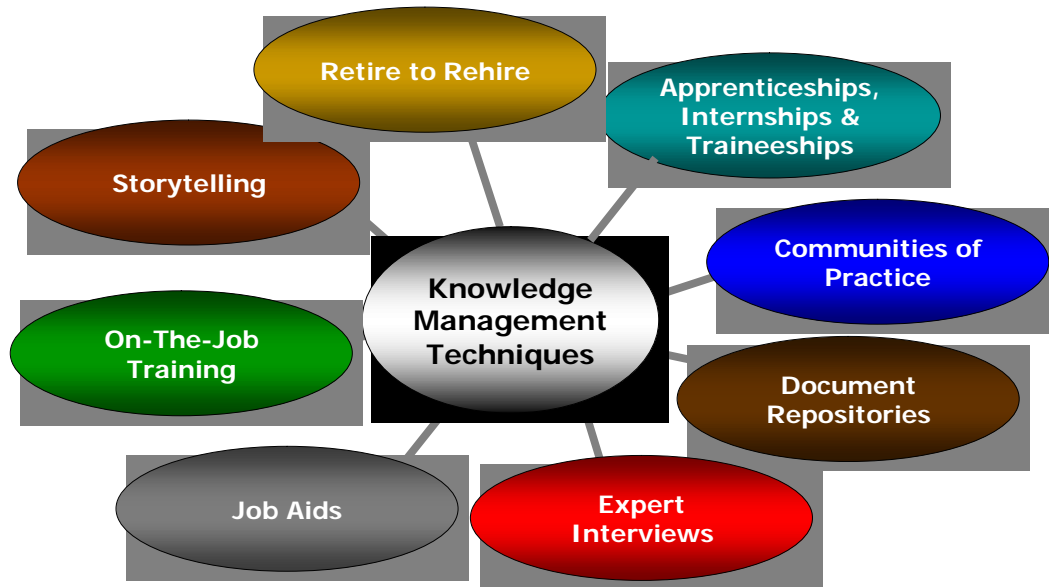 Retire to Rehire
Apprenticeships,
Internships &
Traineeships
Storytelling
Communities of
Practice
Knowledge
Management
Techniques
On-The-Job
Training
Document
Repositories
Job Aids
Expert
Interviews